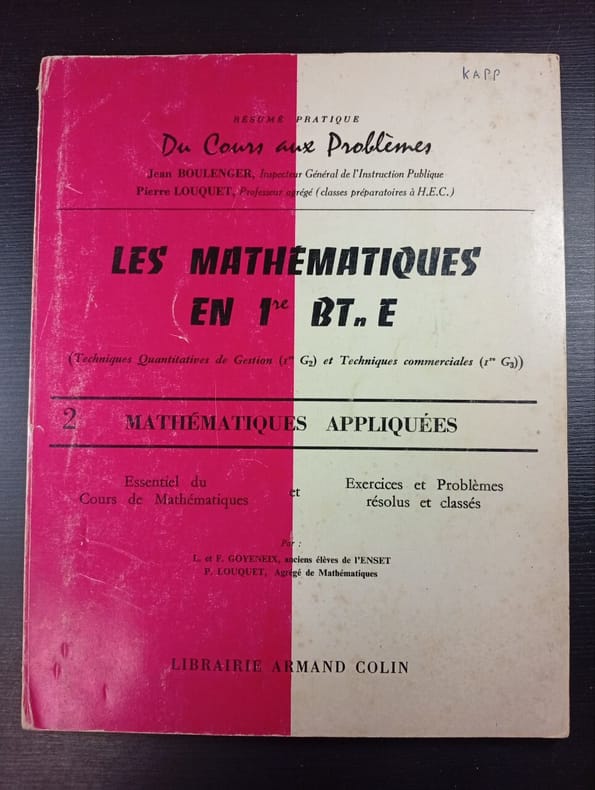 KAPP
RÉSUMÉ PRATIQUE
Du Cours aux Problèmes
Jean BOULENGER, Inspecteur Général de l'Instruction Publique
Pierre LOUQUET, Professeur agrégé (classes préparatoires à H.E.C.)
LES MATHÉMATIQUES
EN 1re BTn E
(Techniques Quantitatives de Gestion (1re G2) et Techniques commerciales (1re G3))
2 MATHÉMATIQUES APPLIQUÉES
Essentiel du
Cours de Mathématiques
et
Exercices et Problèmes
résolus et classés
Par :
L. et F. GOYENEIX, anciens élèves de l'ENSET
P. LOUQUET, Agrégé de Mathématiques
LIBRAIRIE ARMAND COLIN